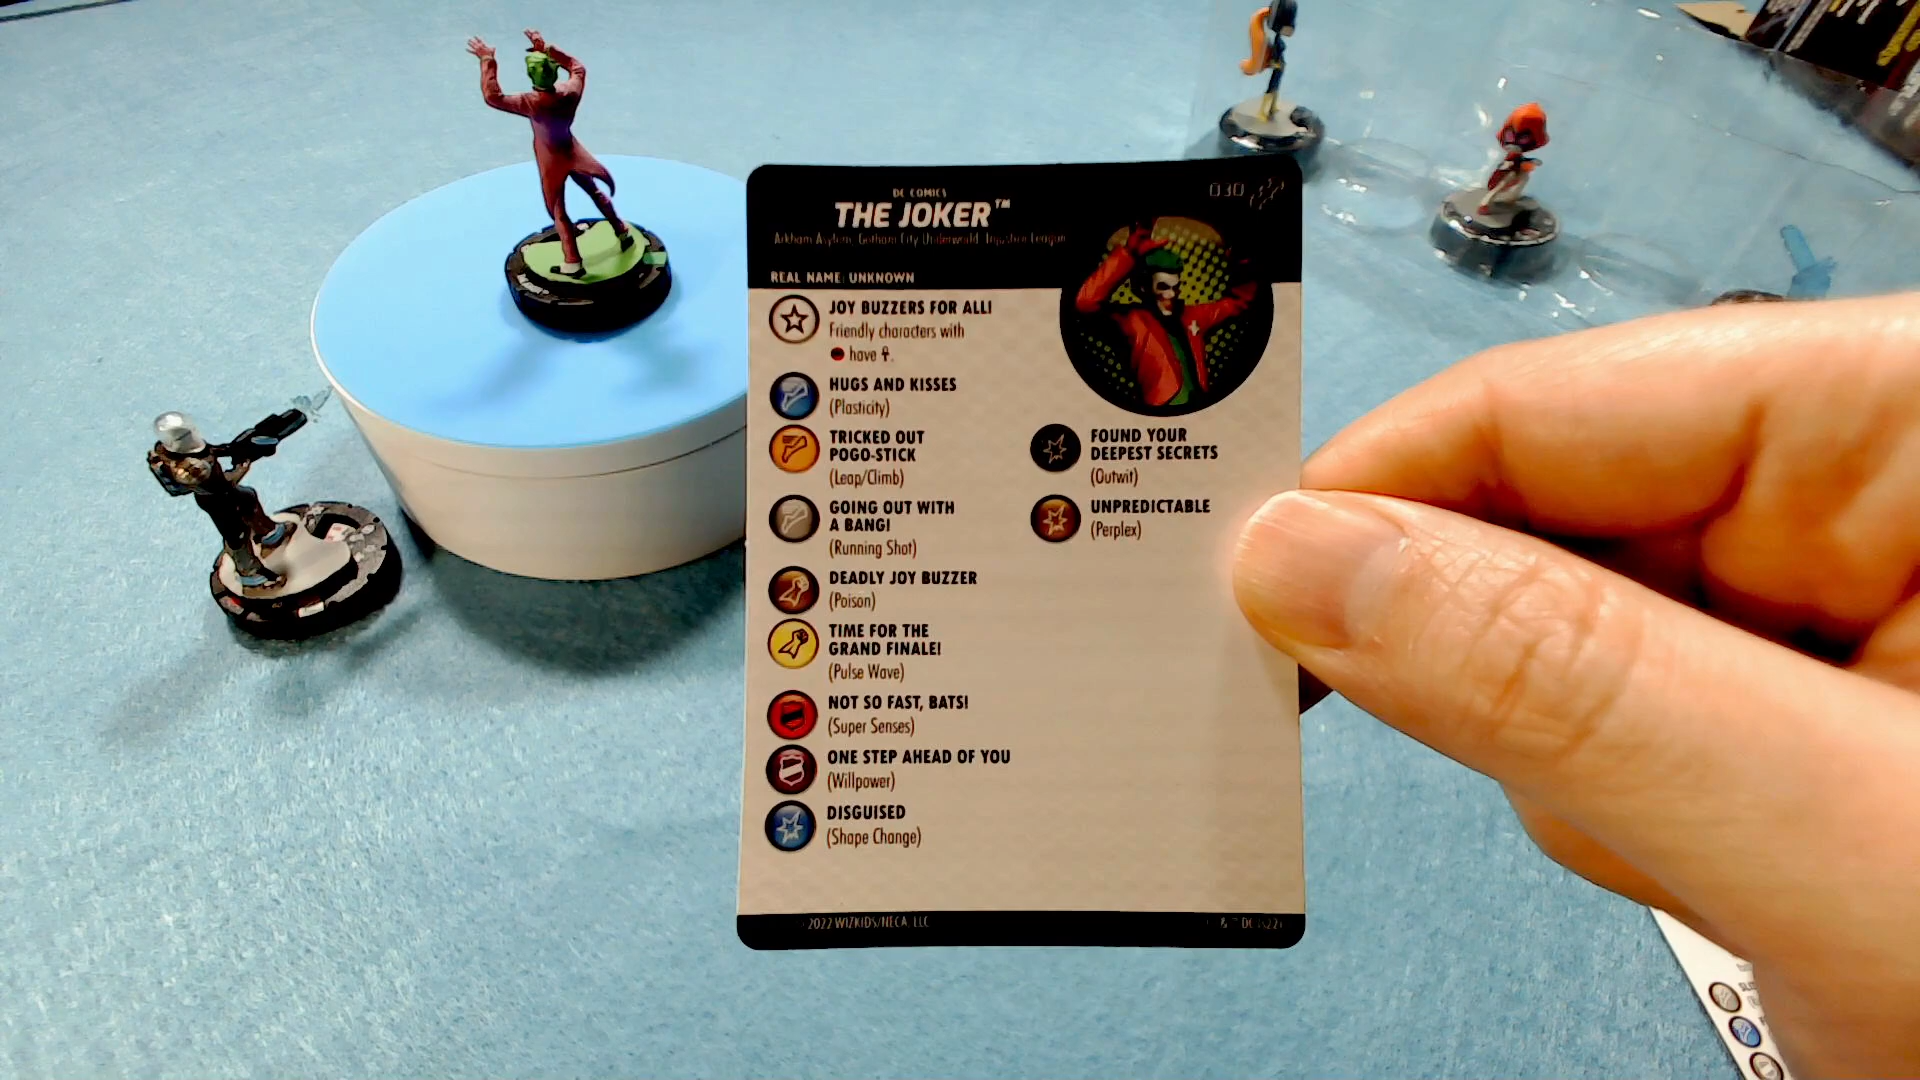 DC COMICS
THE JOKER™
030
Arkham Asylum, Gotham City Underworld, Injustice League
REAL NAME: UNKNOWN
JOY BUZZERS FOR ALL!
Friendly characters with
have
HUGS AND KISSES
(Plasticity)
TRICKED OUT
POGO-STICK
(Leap/Climb)
GOING OUT WITH
A BANG!
(Running Shot)
DEADLY JOY BUZZER
(Poison)
TIME FOR THE
GRAND FINALE!
(Pulse Wave)
NOT SO FAST, BATS!
(Super Senses)
ONE STEP AHEAD OF YOU
(Willpower)
DISGUISED
(Shape Change)
FOUND YOUR
DEEPEST SECRETS
(Outwit)
UNPREDICTABLE
(Perplex)
2022 WIZKIDS/NECA, LLC
& ™ DC